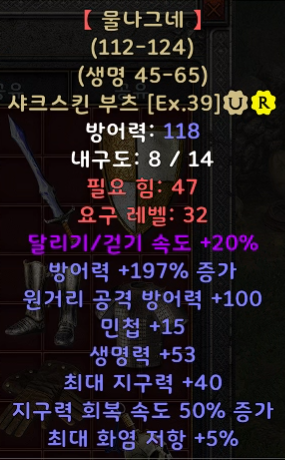 【 물나그네 】
(112-124)
(생명 45-65)
샤크스킨 부츠 [Ex.39] U R
방어력: 118
내구도: 8 / 14
필요 힘: 47
요구 레벨: 32
달리기/걷기 속도 +20%
방어력 +197% 증가
원거리 공격 방어력 +100
민첩 +15
생명력 +53
최대 지구력 +40
지구력 회복 속도 50% 증가
최대 화염 저항 +5%